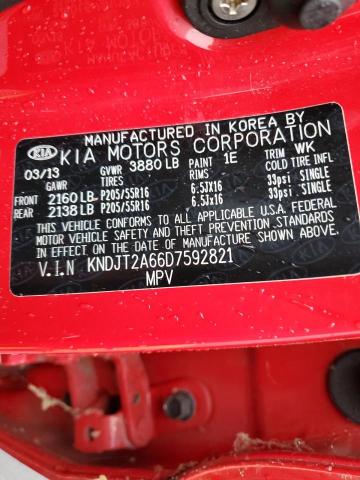 KIA MANUFACTURED IN KOREA BY
KIA MOTORS CORPORATION
03/13 GVWR 3880 LB PAINT 1E TRIM WK
GAWR TIRES RIMS COLD TIRE INFL
FRONT 2160 LB P205/55R16 6.5JX16 33psi SINGLE
REAR 2138 LB P205/55R16 6.5JX16 33psi SINGLE
THIS VEHICLE CONFORMS TO ALL APPLICABLE U.S.A. FEDERAL
MOTOR VEHICLE SAFETY AND THEFT PREVENTION STANDARDS IN
EFFECT ON THE DATE OF MANUFACTURE SHOWN ABOVE.
V.I.N KNDJT2A66D7592821
MPV